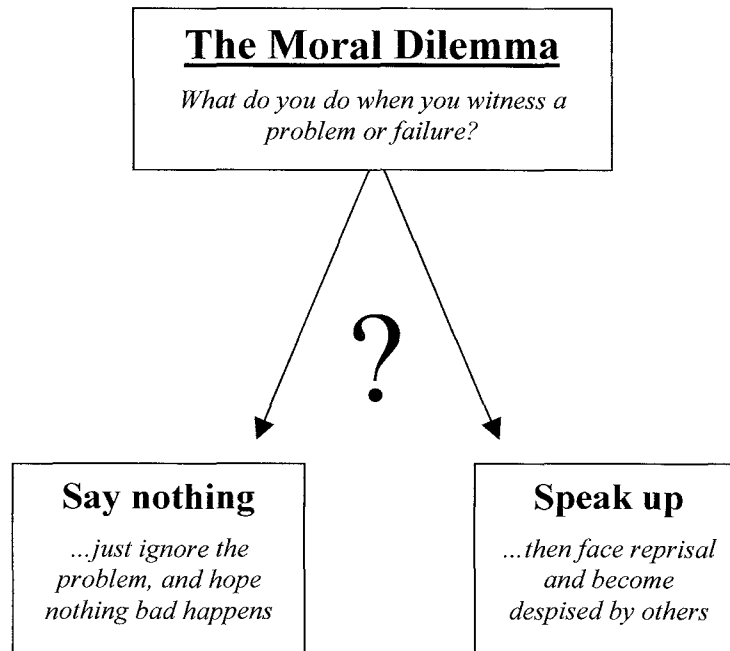 The Moral Dilemma
What do you do when you witness a
problem or failure?
?
Say nothing
...just ignore the
problem, and hope
nothing bad happens
Speak up
...then face reprisal
and become
despised by others